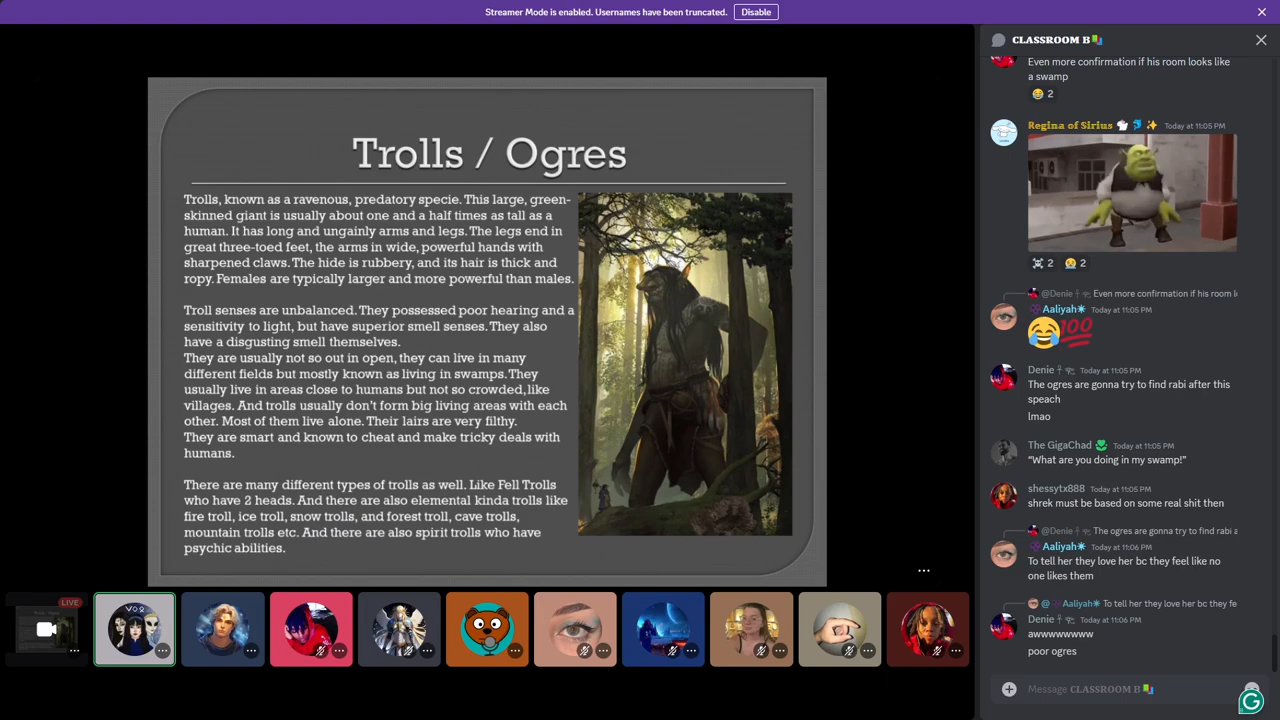 Streamer Mode is enabled. Usernames have been truncated.
Disable
Trolls / Ogres
Trolls, known as a ravenous, predatory specie. This large, green-
skinned giant is usually about one and a half times as tall as a
human. It has long and ungainly arms and legs. The legs end in
great three-toed feet, the arms in wide, powerful hands with
sharpened claws. The hide is rubbery, and its hair is thick and
ropy. Females are typically larger and more powerful than males.
Troll senses are unbalanced. They possessed poor hearing and a
sensitivity to light, but have superior smell senses. They also
have a disgusting smell themselves.
They are usually not so out in open, they can live in many
different fields but mostly known as living in swamps. They
usually live in areas close to humans but not so crowded, like
villages. And trolls usually don't form big living areas with each
other. Most of them live alone. Their lairs are very filthy.
They are smart and known to cheat and make tricky deals with
humans.
There are many different types of trolls as well. Like Fell Trolls
who have 2 heads. And there are also elemental kinda trolls like
fire troll, ice troll, snow trolls, and forest troll, cave trolls,
mountain trolls etc. And there are also spirit trolls who have
psychic abilities.
LIVE
CLASSROOM B
Even more confirmation if his room looks like
a swamp
2
Regina of Sirius Today at 11:05 PM
2 2
@Denie Even more confirmation if his room l
Aaliyah Today at 11:05 PM
100
Denie Today at 11:05 PM
The ogres are gonna try to find rabi after this
speach
lmao
The GigaChad Today at 11:05 PM
“What are you doing in my swamp!”
shessytx888 Today at 11:05 PM
shrek must be based on some real shit then
@Denie The ogres are gonna try to find rabi a
Aaliyah Today at 11:06 PM
To tell her they love her bc they feel like no
one likes them
@ Aaliyah To tell her they love her bc they fe
Denie Today at 11:06 PM
awwwwwwww
poor ogres
Message CLASSROOM B